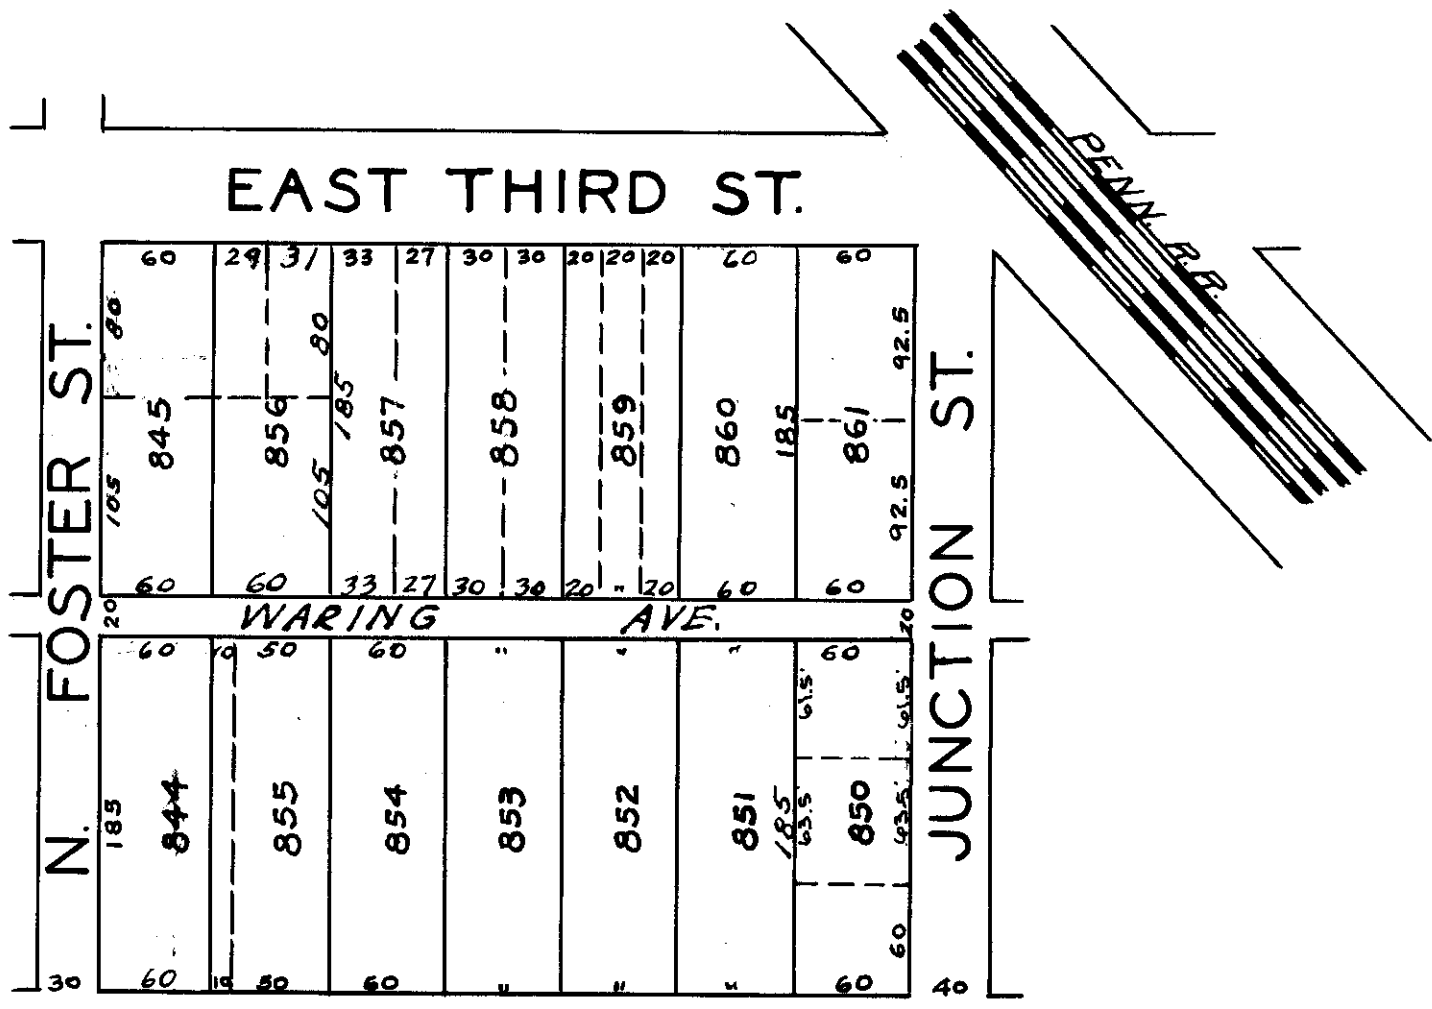 EAST THIRD ST.
PENN. R.R.
60 29 31 33 27 30 30 20 20 20 60 60
80 80 92.5
N. FOSTER ST.
JUNCTION ST.
185 185
845 856 857 858 859 860 861
105 105 92.5
60 60 33 27 30 30 20 " 20 60 60
20 WARING AVE. 20
60 10 50 60 " " " 60
61.5' 61.5'
185 844 855 854 853 852 851 185 63.5' 850 63.5'
60
30 60 10 50 60 " " " 60 40